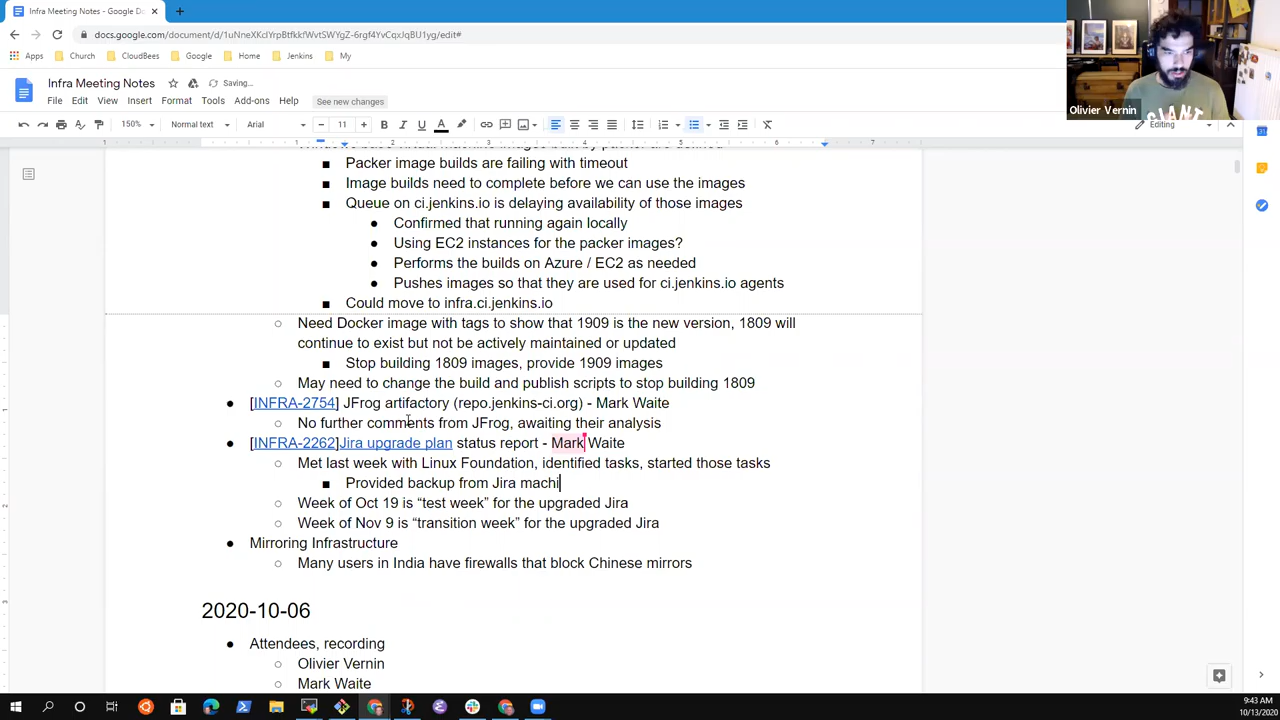 Infra Meeting Notes - Google Do
docs.google.com/document/d/1uNneXKcIYrpBtfkkfWvtSWYgZ-6rgf4YvCqxJqBU1yg/edit#
Apps Church CloudBees Google Home Jenkins My
Infra Meeting Notes Saving...
File Edit View Insert Format Tools Add-ons Help See new changes
150% Normal text Arial 11 Editing
Olivier Vernin
Packer image builds are failing with timeout
Image builds need to complete before we can use the images
Queue on ci.jenkins.io is delaying availability of those images
Confirmed that running again locally
Using EC2 instances for the packer images?
Performs the builds on Azure / EC2 as needed
Pushes images so that they are used for ci.jenkins.io agents
Could move to infra.ci.jenkins.io
Need Docker image with tags to show that 1909 is the new version, 1809 will
continue to exist but not be actively maintained or updated
Stop building 1809 images, provide 1909 images
May need to change the build and publish scripts to stop building 1809
[INFRA-2754] JFrog artifactory (repo.jenkins-ci.org) - Mark Waite
No further comments from JFrog, awaiting their analysis
[INFRA-2262]Jira upgrade plan status report - Mark Waite
Met last week with Linux Foundation, identified tasks, started those tasks
Provided backup from Jira machi
Week of Oct 19 is “test week” for the upgraded Jira
Week of Nov 9 is “transition week” for the upgraded Jira
Mirroring Infrastructure
Many users in India have firewalls that block Chinese mirrors
2020-10-06
Attendees, recording
Olivier Vernin
Mark Waite
9:43 AM
10/13/2020